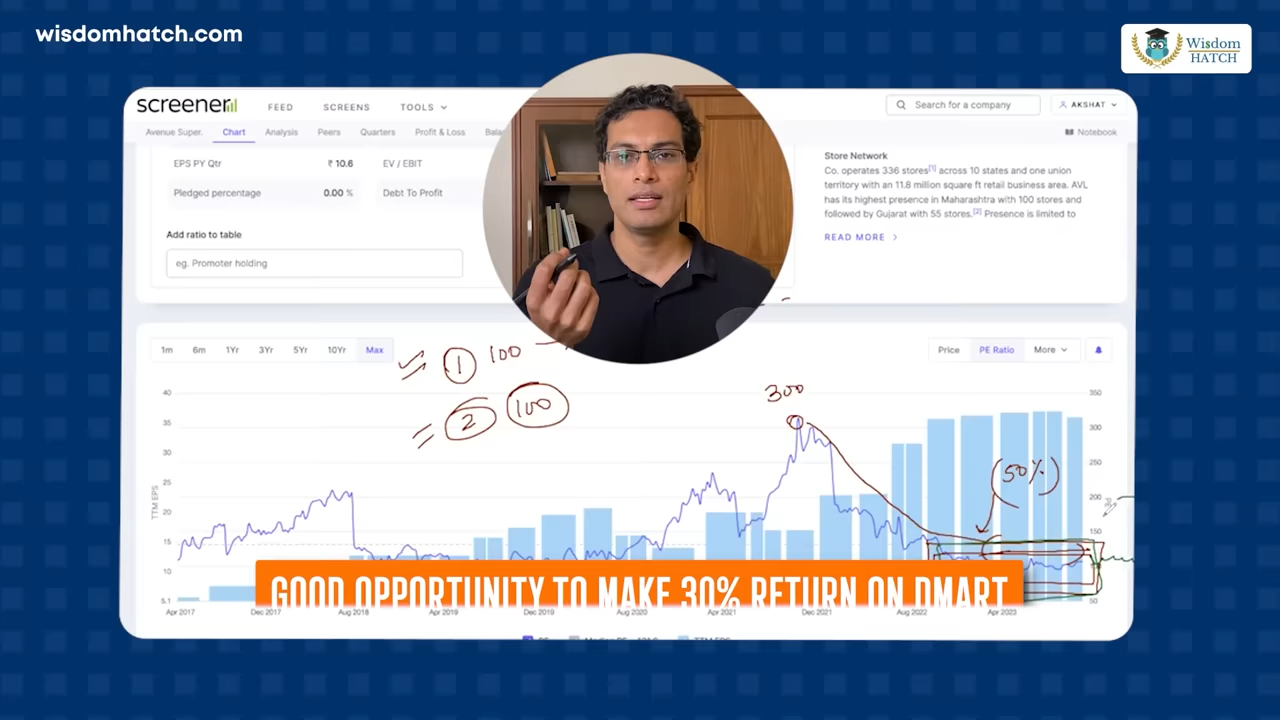 wisdomhatch.com
Wisdom
HATCH
screener
FEED SCREENS TOOLS
Search for a company
AKSHAT
Avenue Super. Chart Analysis Peers Quarters Profit & Loss
Notebook
EPS PY Qtr ₹ 10.6 EV / EBIT
Pledged percentage 0.00 % Debt To Profit
Add ratio to table
eg. Promoter holding
Store Network
Co. operates 336 stores[1] across 10 states and one union
territory with an 11.8 million square ft retail business area. AVL
has its highest presence in Maharashtra with 100 stores and
followed by Gujarat with 55 stores.[2] Presence is limited to
READ MORE
1m 6m 1Yr 3Yr 5Yr 10Yr Max
Price PE Ratio More
1 100
2 100
300
(50%)
40
35
30
25
20
15
10
5.1
TTM EPS
350
300
250
200
150
50
PE
GOOD OPPORTUNITY TO MAKE 30% RETURN ON DMART
Apr 2017 Dec 2017 Aug 2018 Apr 2019 Dec 2019 Aug 2020 Apr 2021 Dec 2021 Aug 2022 Apr 2023